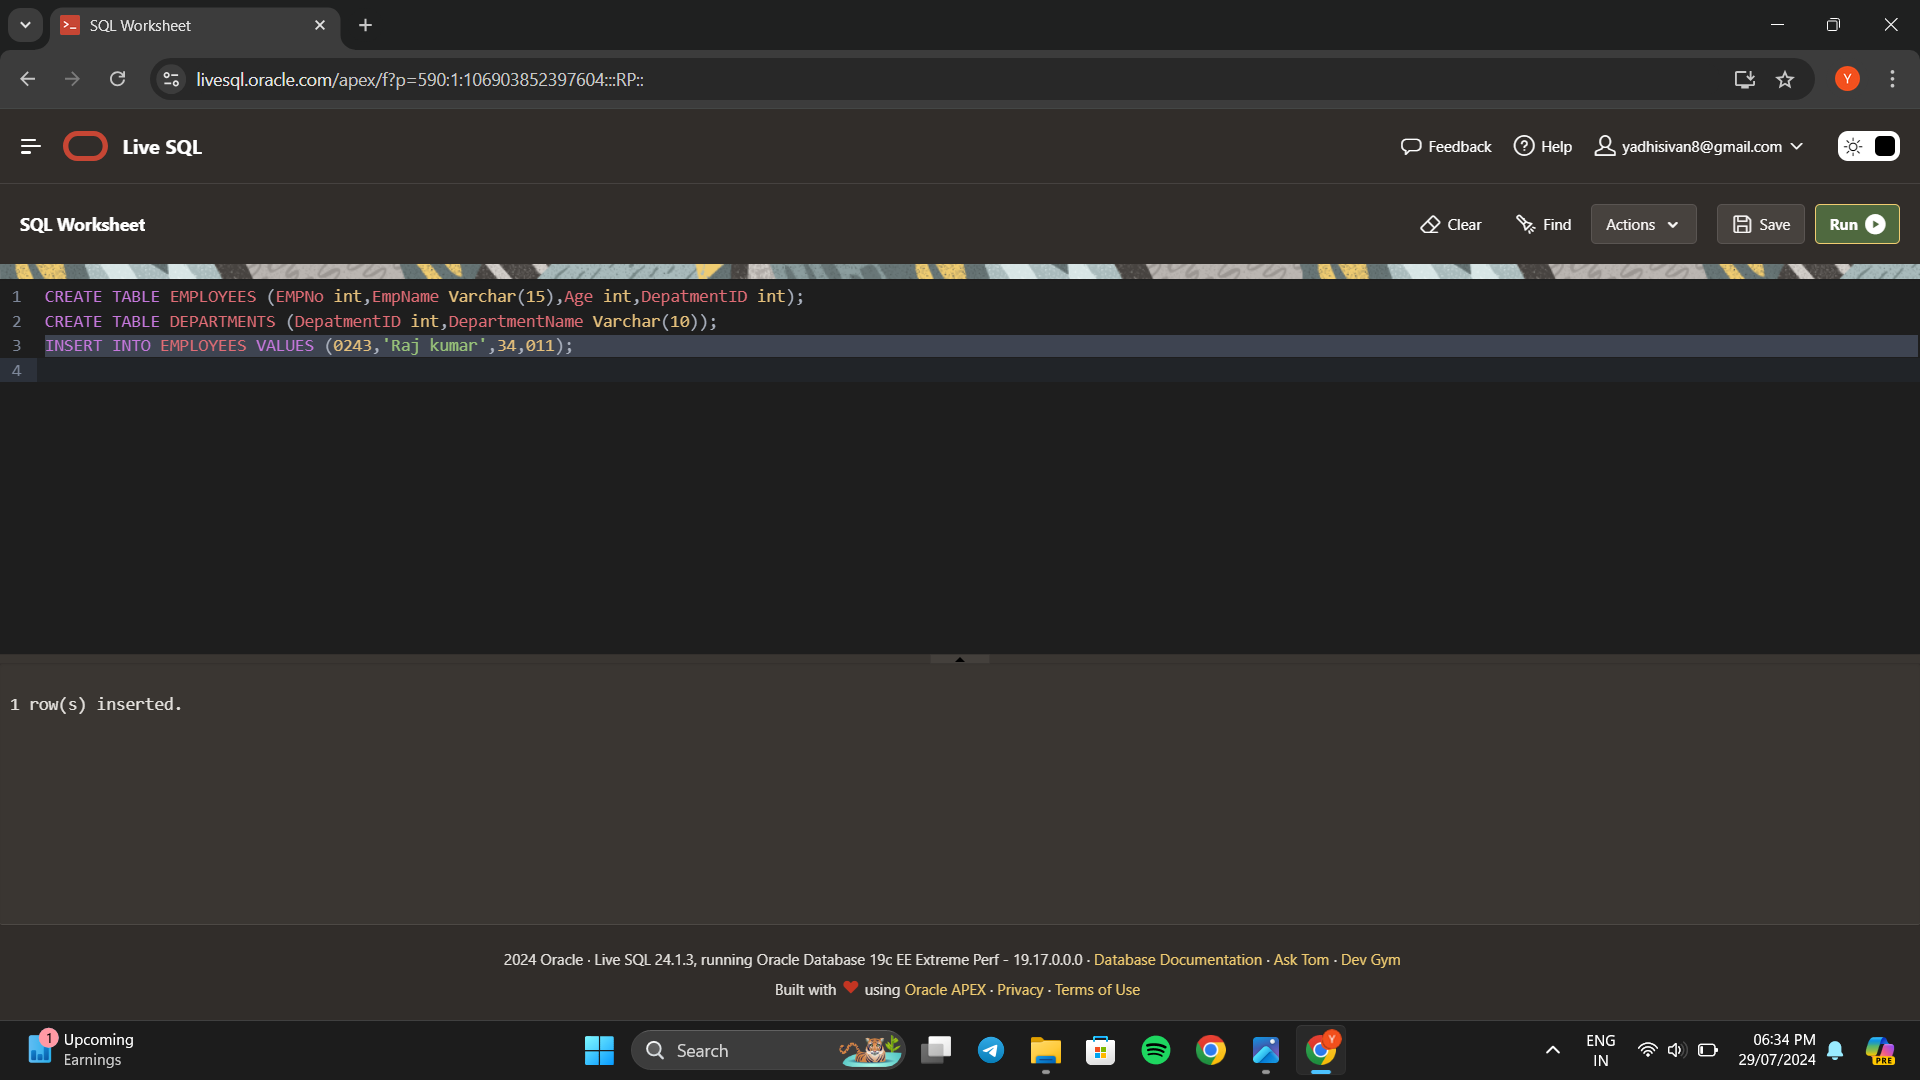 SQL Worksheet
livesql.oracle.com/apex/f?p=590:1:106903852397604:::RP::
Y
Live SQL
Feedback
Help
yadhisivan8@gmail.com
SQL Worksheet
Clear
Find
Actions
Save
Run
1 CREATE TABLE EMPLOYEES (EMPNo int,EmpName Varchar(15),Age int,DepatmentID int);
2 CREATE TABLE DEPARTMENTS (DepatmentID int,DepartmentName Varchar(10));
3 INSERT INTO EMPLOYEES VALUES (0243,'Raj kumar',34,011);
4
1 row(s) inserted.
2024 Oracle · Live SQL 24.1.3, running Oracle Database 19c EE Extreme Perf - 19.17.0.0.0 · Database Documentation · Ask Tom · Dev Gym
Built with ❤ using Oracle APEX · Privacy · Terms of Use
1
Upcoming
Earnings
Search
Y
ENG
IN
06:34 PM
29/07/2024
PRE